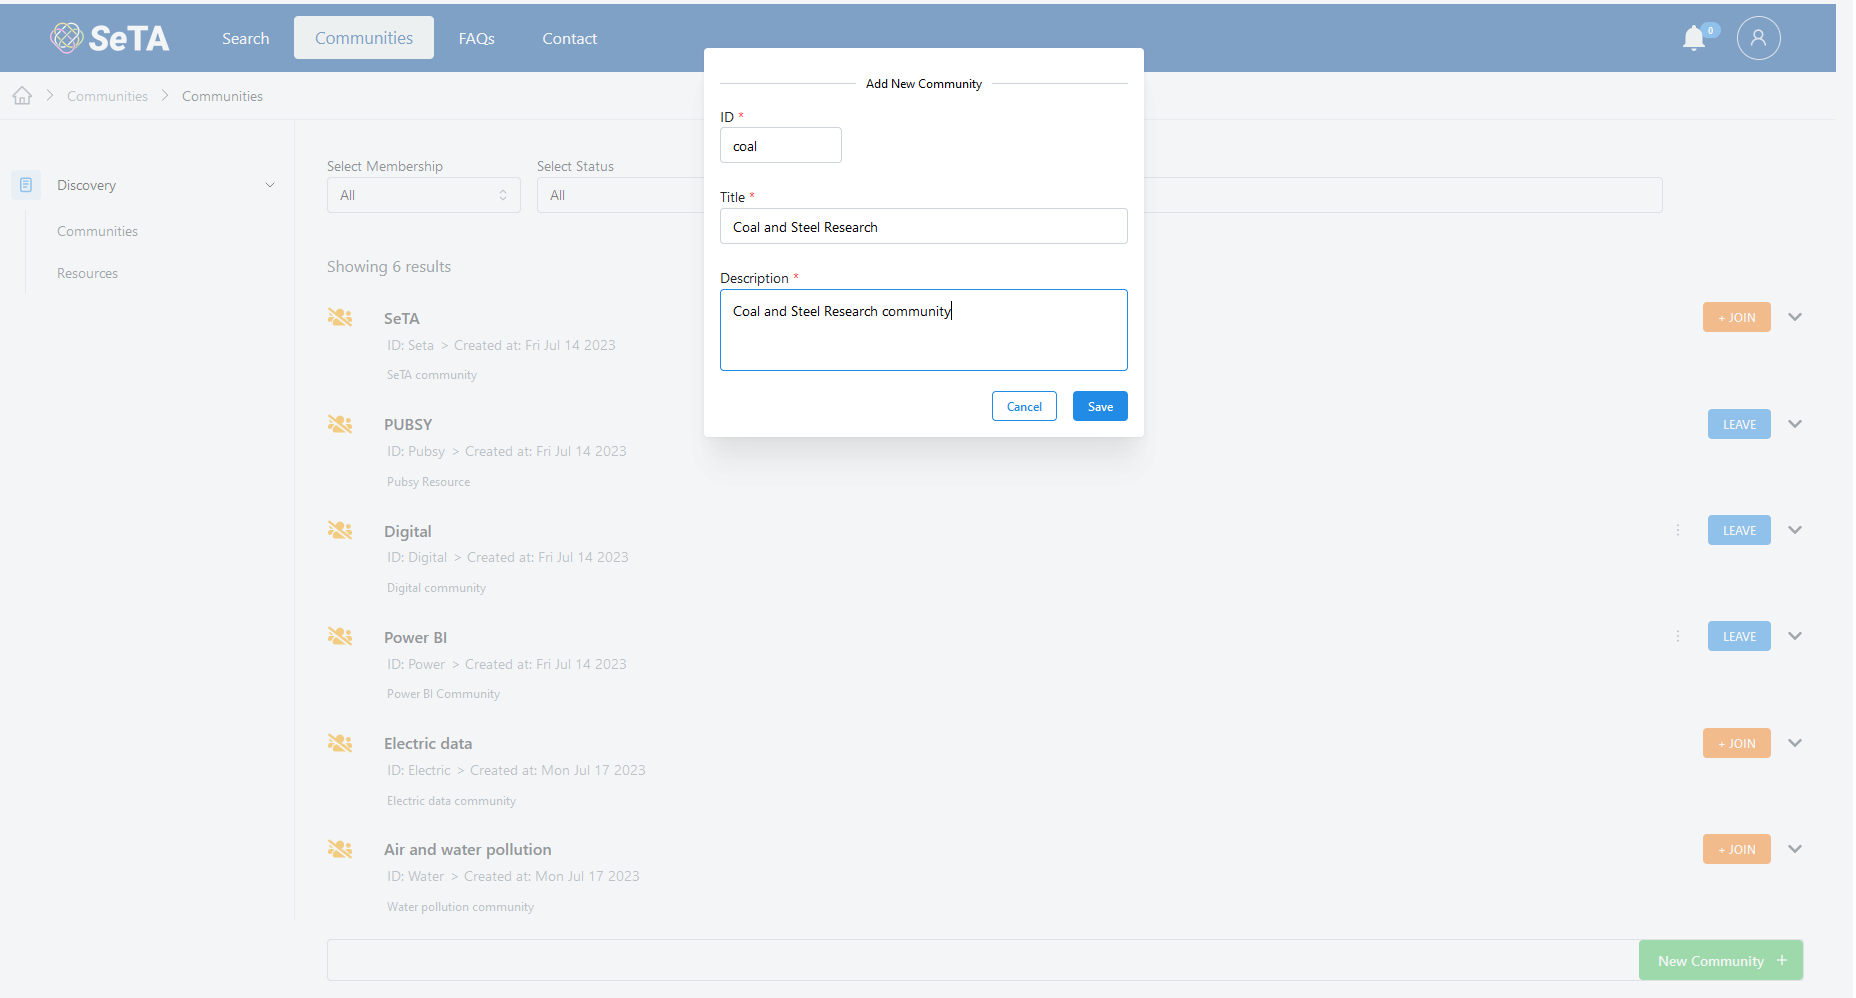 SeTA
Search
Communities
FAQs
Contact
0
Communities
Communities
Add New Community
ID *
coal
Title *
Coal and Steel Research
Description *
Coal and Steel Research community
Cancel
Save
Discovery
Communities
Resources
Select Membership
All
Select Status
All
Showing 6 results
SeTA
ID: Seta > Created at: Fri Jul 14 2023
SeTA community
+ JOIN
PUBSY
ID: Pubsy > Created at: Fri Jul 14 2023
Pubsy Resource
LEAVE
Digital
ID: Digital > Created at: Fri Jul 14 2023
Digital community
LEAVE
Power BI
ID: Power > Created at: Fri Jul 14 2023
Power BI Community
LEAVE
Electric data
ID: Electric > Created at: Mon Jul 17 2023
Electric data community
+ JOIN
Air and water pollution
ID: Water > Created at: Mon Jul 17 2023
Water pollution community
+ JOIN
New Community +